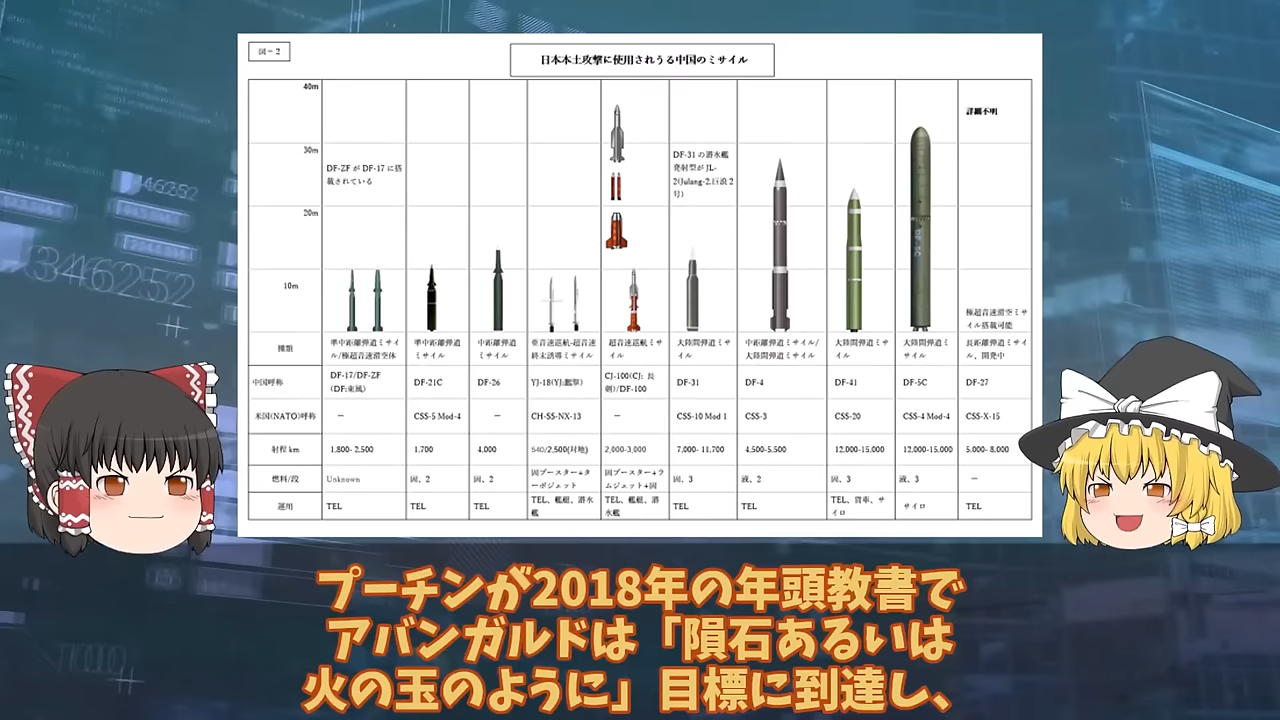 図-2
日本本土攻撃に使用されうる中国のミサイル
40m
30m
20m
10m
DF-ZF が DF-17 に搭
載されている
DF-31 の潜水艦
発射型が JL-
2(Julang-2.巨浪 2
号)
詳細不明
極超音速滑空ミサ
イル搭載可能
種類
準中距離弾道ミサイ
ル/極超音速滑空体
準中距離弾道
ミサイル
中距離弾道
ミサイル
亜音速巡航-超音速
終末誘導ミサイル
超音速巡航ミサ
イル
大陸間弾道ミサ
イル
中距離弾道ミサイル/
大陸間弾道ミサイル
大陸間弾道ミサ
イル
大陸間弾道ミサ
イル
長距離弾道ミサイ
ル、開発中
中国呼称
DF-17/DF-ZF
(DF:東風)
DF-21C
DF-26
YJ-18(YJ:鷹撃)
CJ-100(CJ: 長
剣)/DF-100
DF-31
DF-4
DF-41
DF-5C
DF-27
米国(NATO)呼称
－
CSS-5 Mod-4
－
CH-SS-NX-13
－
CSS-10 Mod 1
CSS-3
CSS-20
CSS-4 Mod-4
CSS-X-15
射程 km
1,800- 2,500
1,700
4,000
540/2,500(対地)
2,000-3,000
7,000- 11,700
4,500-5,500
12,000-15,000
12,000-15,000
5,000- 8,000
燃料/段
Unknown
固、2
固、2
固ブースター+タ
ーボジェット
固ブースター+ラ
ムジェット+固
固、3
液、2
固、3
液、3
－
運用
TEL
TEL
TEL
TEL、艦艇、潜水
艦
TEL、艦艇、潜
水艦
TEL
TEL
TEL、貨車、サ
イロ
サイロ
TEL
46252
346252
プーチンが2018年の年頭教書で
アバンガルドは「隕石あるいは
火の玉のように」目標に到達し、